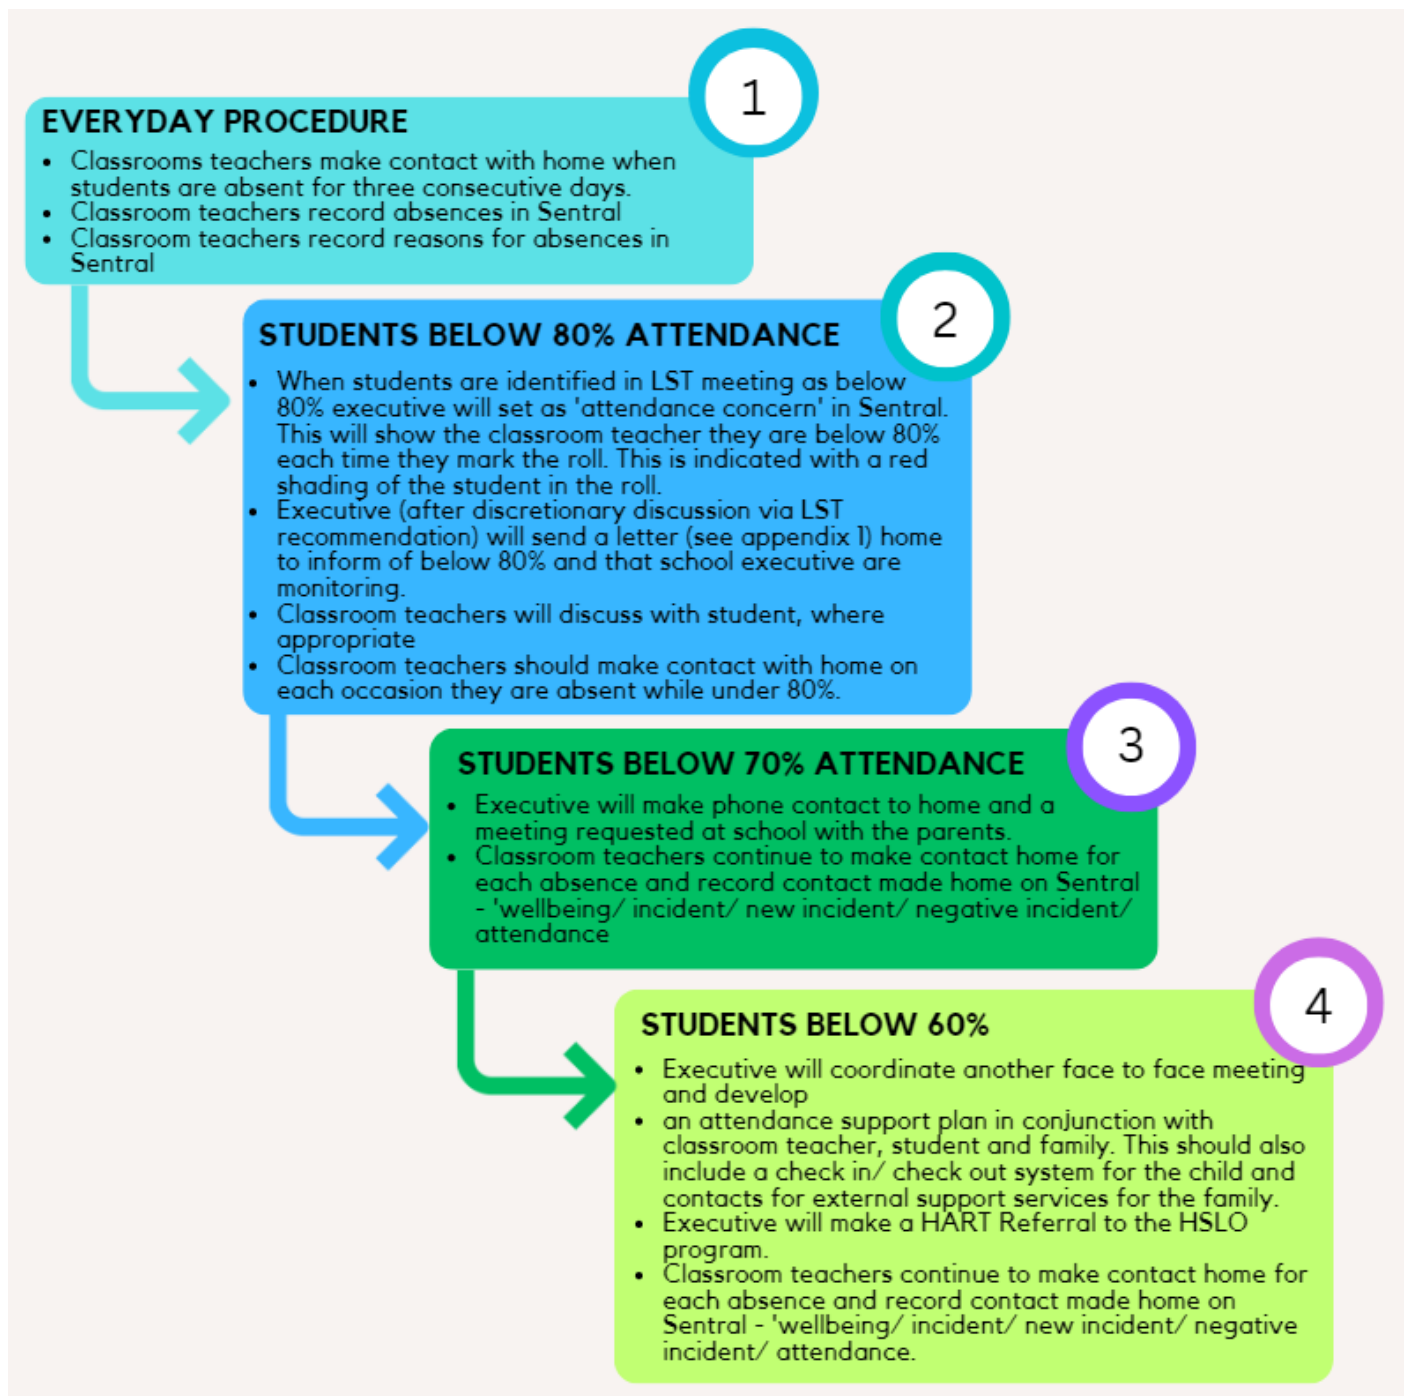 1
EVERYDAY PROCEDURE
• Classrooms teachers make contact with home when
students are absent for three consecutive days.
• Classroom teachers record absences in Sentral
• Classroom teachers record reasons for absences in
Sentral
2
STUDENTS BELOW 80% ATTENDANCE
• When students are identified in LST meeting as below
80% executive will set as 'attendance concern' in Sentral.
This will show the classroom teacher they are below 80%
each time they mark the roll. This is indicated with a red
shading of the student in the roll.
• Executive (after discretionary discussion via LST
recommendation) will send a letter (see appendix 1) home
to inform of below 80% and that school executive are
monitoring.
• Classroom teachers will discuss with student, where
appropriate
• Classroom teachers should make contact with home on
each occasion they are absent while under 80%.
3
STUDENTS BELOW 70% ATTENDANCE
• Executive will make phone contact to home and a
meeting requested at school with the parents.
• Classroom teachers continue to make contact home for
each absence and record contact made home on Sentral
- 'wellbeing/ incident/ new incident/ negative incident/
attendance
4
STUDENTS BELOW 60%
• Executive will coordinate another face to face meeting
and develop
• an attendance support plan in conjunction with
classroom teacher, student and family. This should also
include a check in/ check out system for the child and
contacts for external support services for the family.
• Executive will make a HART Referral to the HSLO
program.
• Classroom teachers continue to make contact home for
each absence and record contact made home on
Sentral - 'wellbeing/ incident/ new incident/ negative
incident/ attendance.